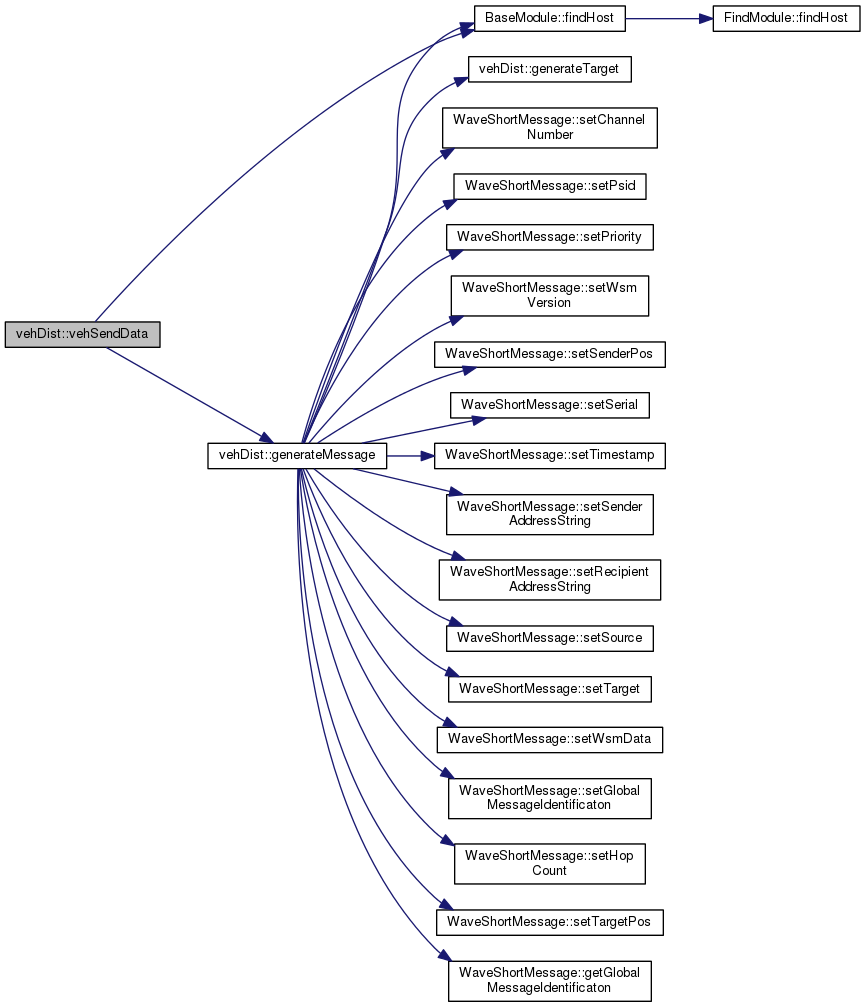 BaseModule::findHost
FindModule::findHost
vehDist::generateTarget
WaveShortMessage::setChannel
Number
WaveShortMessage::setPsid
WaveShortMessage::setPriority
WaveShortMessage::setWsm
Version
vehDist::vehSendData
WaveShortMessage::setSenderPos
WaveShortMessage::setSerial
vehDist::generateMessage
WaveShortMessage::setTimestamp
WaveShortMessage::setSender
AddressString
WaveShortMessage::setRecipient
AddressString
WaveShortMessage::setSource
WaveShortMessage::setTarget
WaveShortMessage::setWsmData
WaveShortMessage::setGlobal
MessageIdentificaton
WaveShortMessage::setHop
Count
WaveShortMessage::setTargetPos
WaveShortMessage::getGlobal
MessageIdentificaton